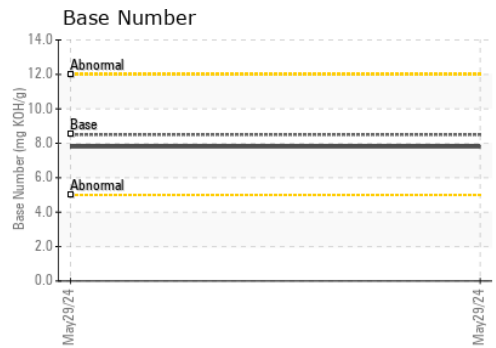 Base Number
Base Number (mg KOH/g)
14.0
12.0
10.0
8.0
6.0
4.0
2.0
0.0
Abnormal
Base
Abnormal
May29/24
May29/24